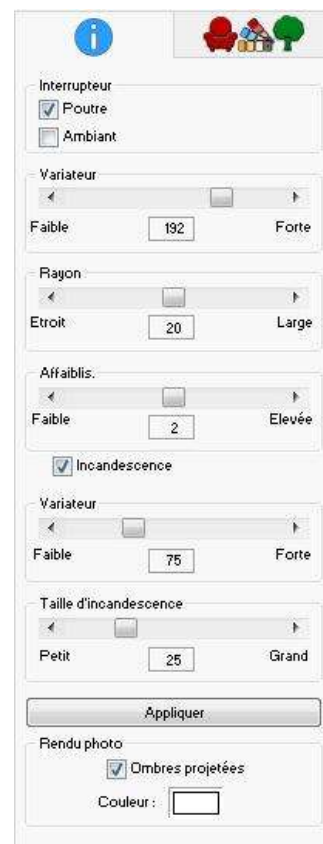 Interrupteur
Poutre
Ambiant
Variateur
Faible 192 Forte
Rayon
Etroit 20 Large
Affaiblis.
Faible 2 Elevée
Incandescence
Variateur
Faible 75 Forte
Taille d'incandescence
Petit 25 Grand
Appliquer
Rendu photo
Ombres projetées
Couleur :